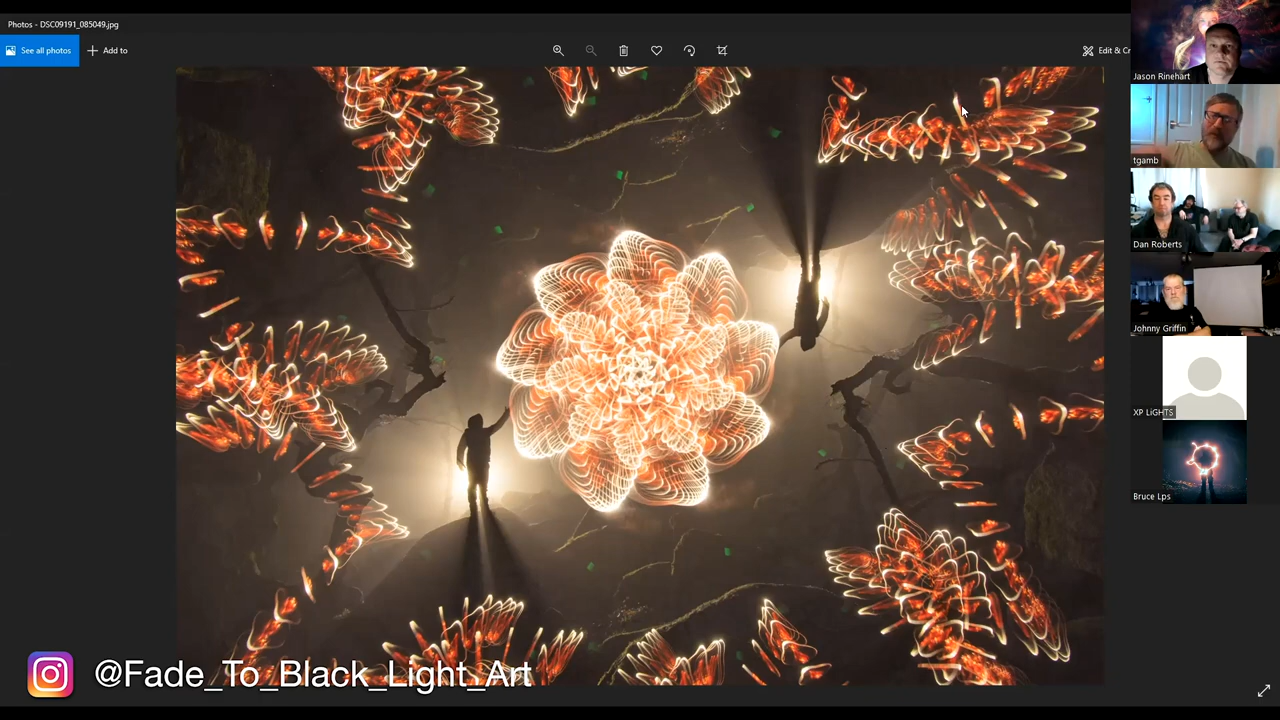 Photos - DSC09191_085049.jpg
See all photos
Add to
Edit & Cr
Jason Rinehart
tgamb
Dan Roberts
Johnny Griffin
XP LiGHTS
Bruce Lps
@Fade_To_Black_Light_Art